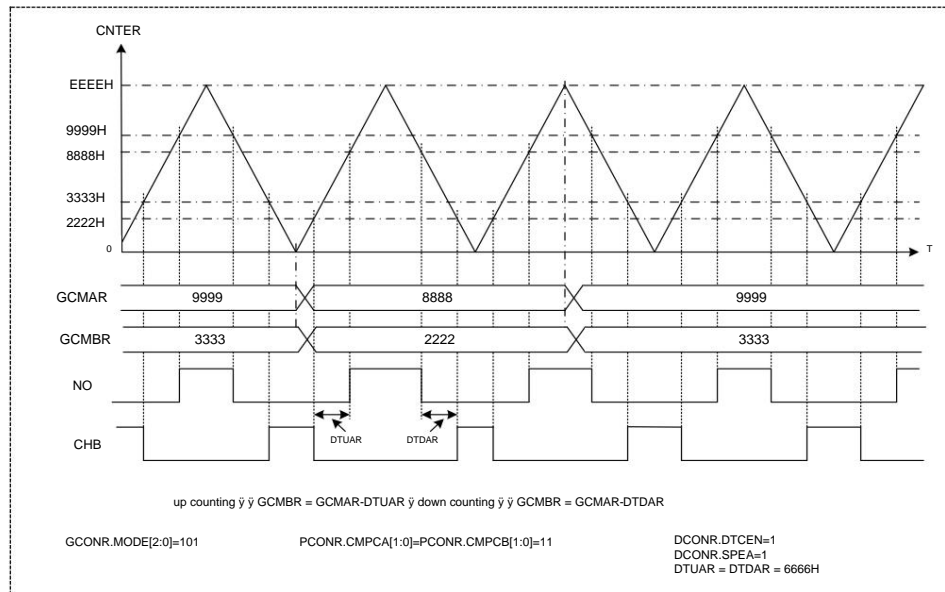 CNTER
EEEEH
9999H
8888H
3333H
2222H
0
T
GCMAR
9999
8888
9999
GCMBR
3333
2222
3333
NO
DTUAR
DTDAR
CHB
up counting ÿ ÿ GCMBR = GCMAR-DTUAR ÿ down counting ÿ ÿ GCMBR = GCMAR-DTDAR
GCONR.MODE[2:0]=101
PCONR.CMPCA[1:0]=PCONR.CMPCB[1:0]=11
DCONR.DTCEN=1
DCONR.SPEA=1
DTUAR = DTDAR = 6666H